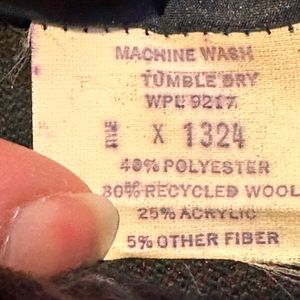 MACHINE WASH
TUMBLE DRY
WPL 9217
X 1324
40% POLYESTER
30% RECYCLED WOOL
25% ACRYLIC
5% OTHER FIBER